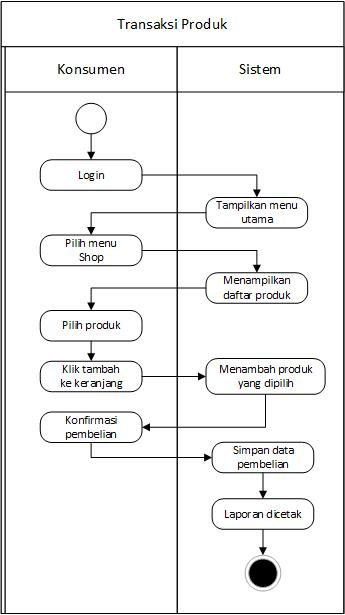 Transaksi Produk
Konsumen
Sistem
Login
Tampilkan menu
utama
Pilih menu
Shop
Menampilkan
daftar produk
Pilih produk
Klik tambah
ke keranjang
Menambah produk
yang dipilih
Konfirmasi
pembelian
Simpan data
pembelian
Laporan dicetak